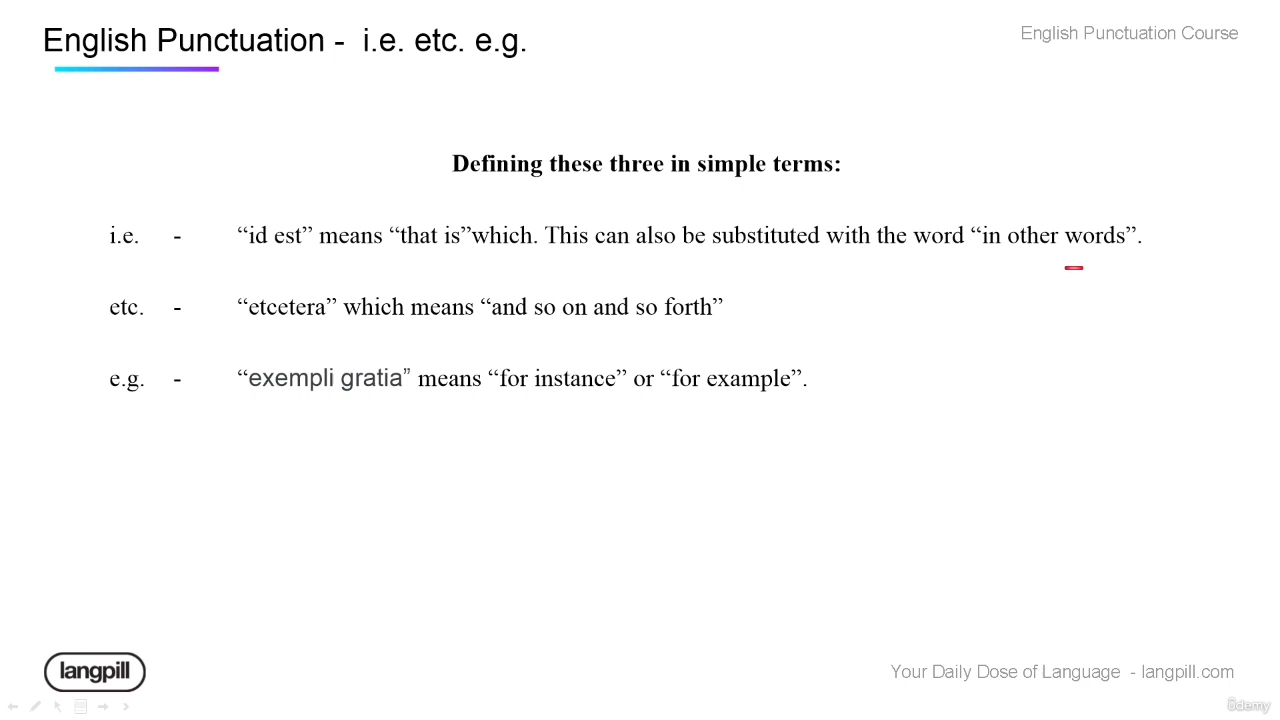 English Punctuation -  i.e. etc. e.g.
English Punctuation Course
Defining these three in simple terms:
i.e. - “id est” means “that is”which. This can also be substituted with the word “in other words”.
etc. - “etcetera” which means “and so on and so forth”
e.g. - “exempli gratia” means “for instance” or “for example”.
langpill
Your Daily Dose of Language  - langpill.com
ûdemy